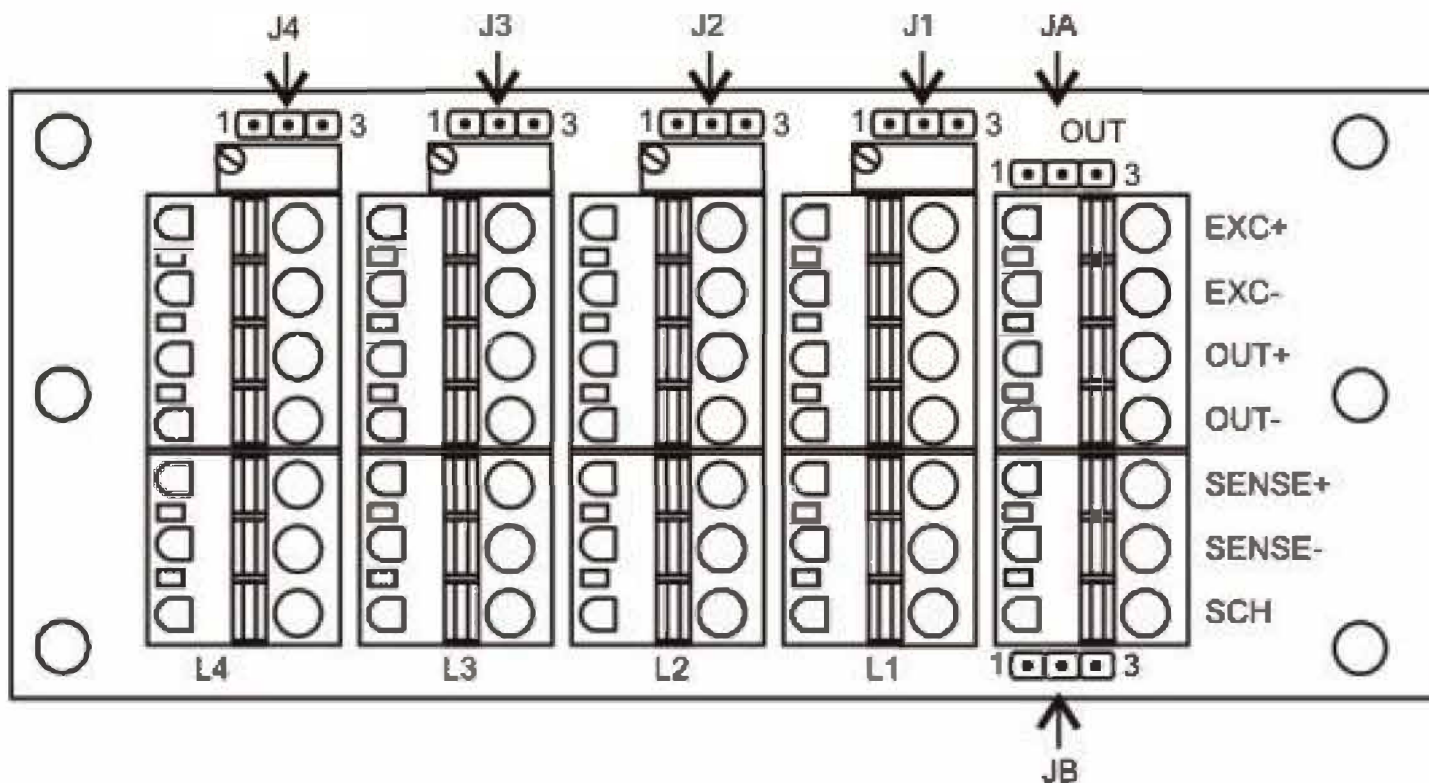 J4 J3 J2 J1 JA
1 3 1 3 1 3 1 3 OUT
1 3
EXC+
EXC-
OUT+
OUT-
SENSE+
SENSE-
SCH
L4 L3 L2 L1 1 3
JB